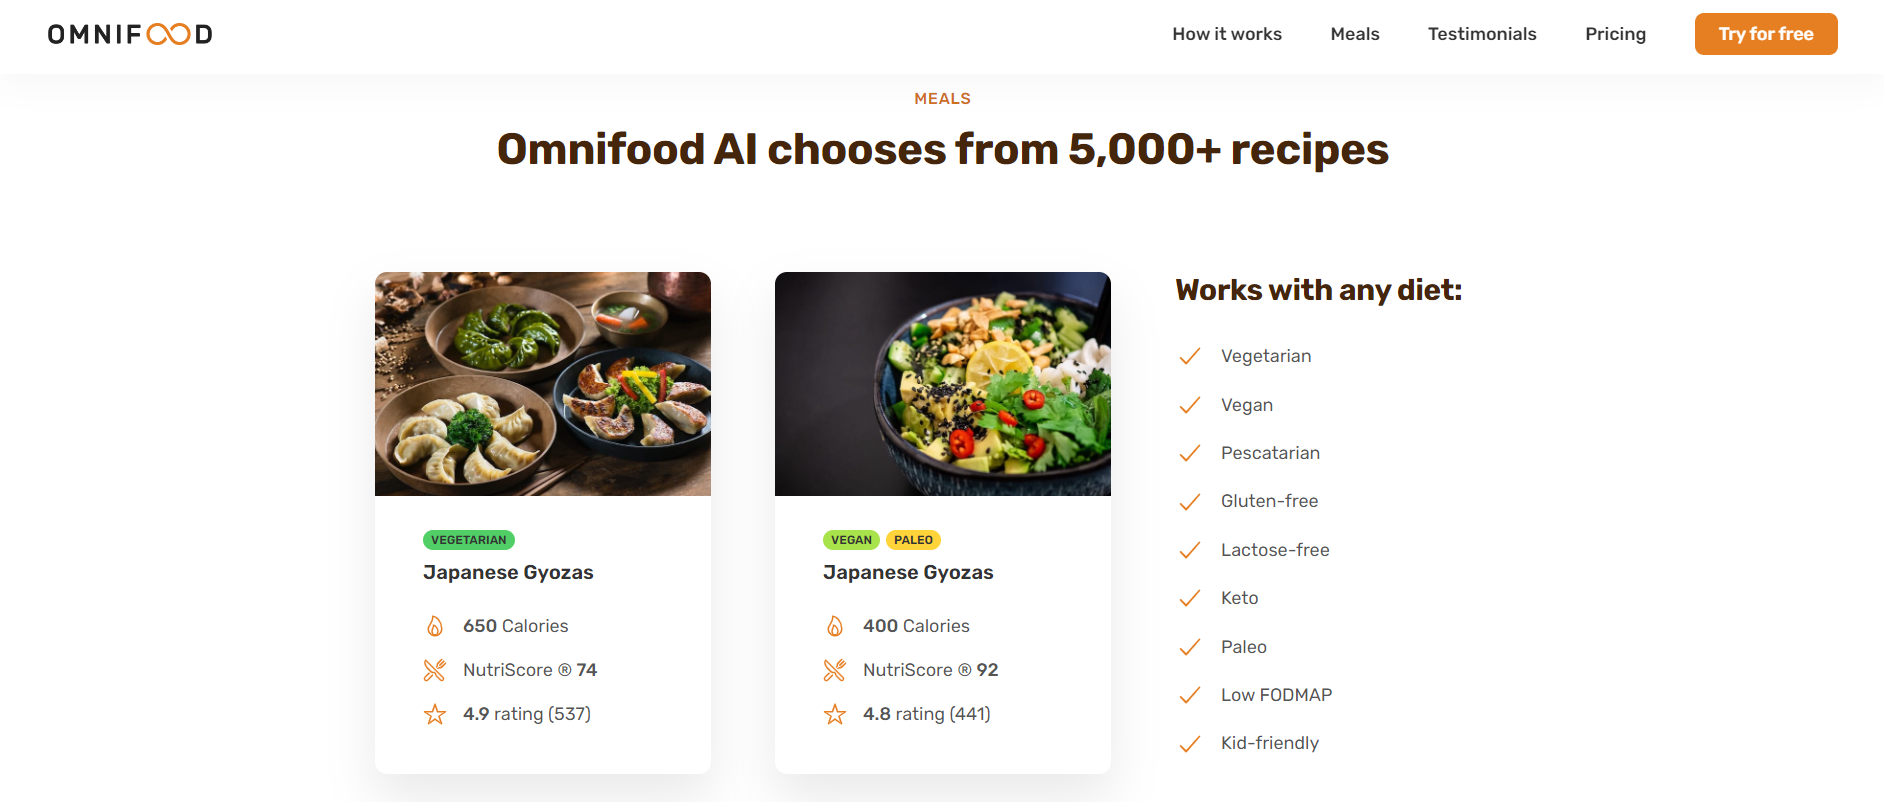 OMNIFOOD
How it works
Meals
Testimonials
Pricing
Try for free
MEALS
Omnifood AI chooses from 5,000+ recipes
VEGETARIAN
Japanese Gyozas
650 Calories
NutriScore ® 74
4.9 rating (537)
VEGAN PALEO
Japanese Gyozas
400 Calories
NutriScore ® 92
4.8 rating (441)
Works with any diet:
Vegetarian
Vegan
Pescatarian
Gluten-free
Lactose-free
Keto
Paleo
Low FODMAP
Kid-friendly